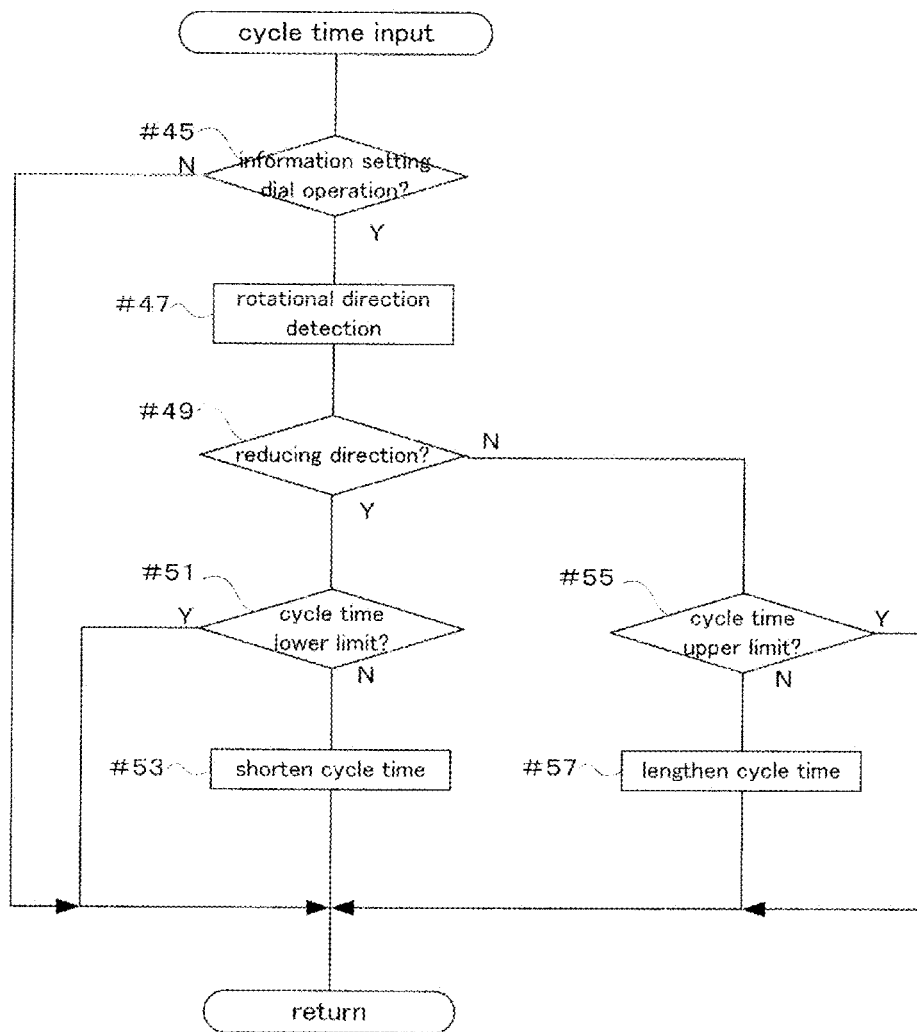 cycle time input
#45
N
information setting
dial operation?
Y
#47
rotational direction
detection
#49
reducing direction?
N
Y
#51
Y
cycle time
lower limit?
N
#55
cycle time
upper limit?
Y
N
#53
shorten cycle time
#57
lengthen cycle time
return